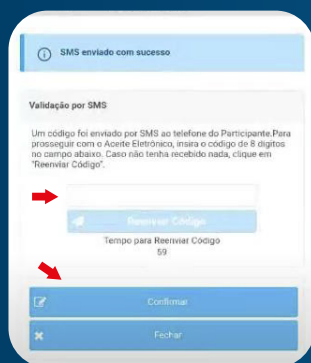 SMS enviado com sucesso
Validação por SMS
Um código foi enviado por SMS ao telefone do Participante.Para
prosseguir com o Aceite Eletrônico, insira o código de 8 dígitos
no campo abaixo. Caso não tenha recebido nada, clique em
"Reenviar Código".
Reenviar Código
Tempo para Reenviar Código
59
Confirmar
Fechar